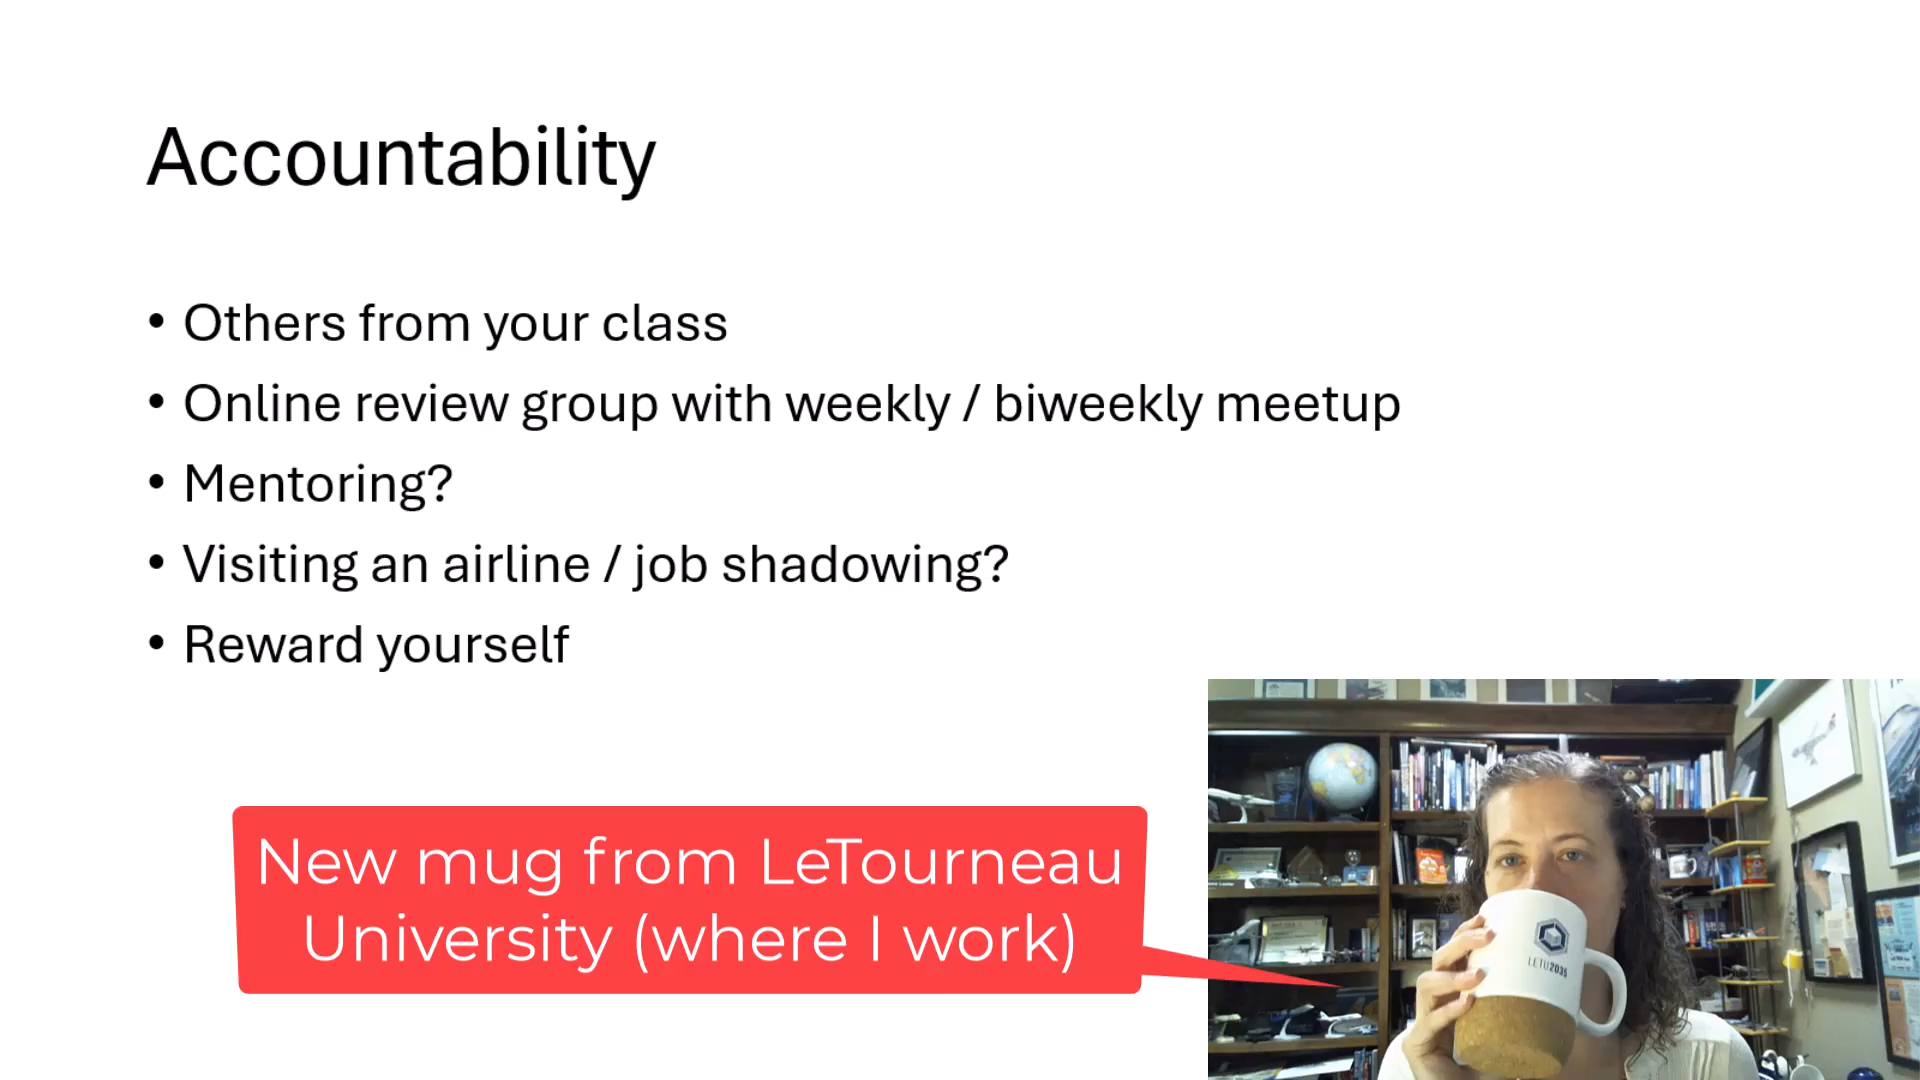 Accountability
• Others from your class
• Online review group with weekly / biweekly meetup
• Mentoring?
• Visiting an airline / job shadowing?
• Reward yourself
New mug from LeTourneau
University (where I work)
LETU2035